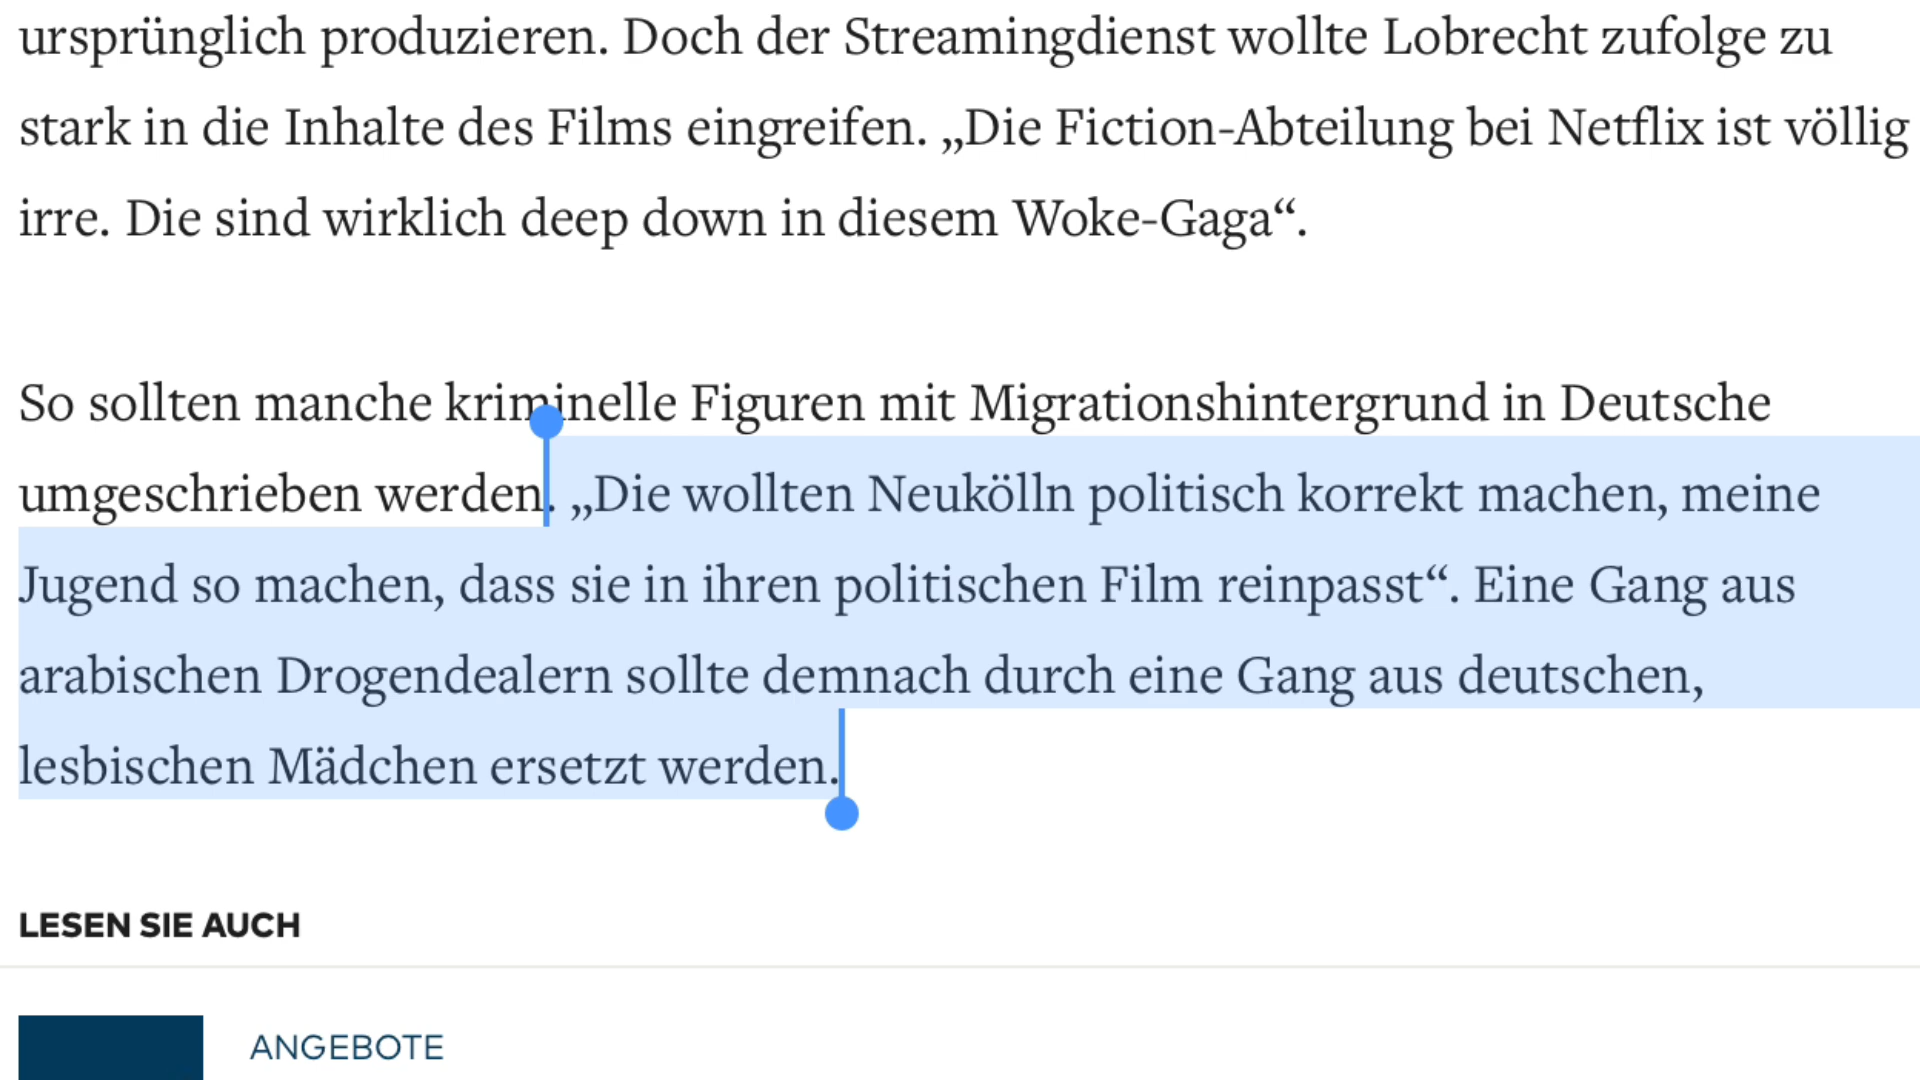 ursprünglich produzieren. Doch der Streamingdienst wollte Lobrecht zufolge zu
stark in die Inhalte des Films eingreifen. „Die Fiction-Abteilung bei Netflix ist völlig
irre. Die sind wirklich deep down in diesem Woke-Gaga“.
So sollten manche kriminelle Figuren mit Migrationshintergrund in Deutsche
umgeschrieben werden. „Die wollten Neukölln politisch korrekt machen, meine
Jugend so machen, dass sie in ihren politischen Film reinpasst“. Eine Gang aus
arabischen Drogendealern sollte demnach durch eine Gang aus deutschen,
lesbischen Mädchen ersetzt werden.
LESEN SIE AUCH
ANGEBOTE